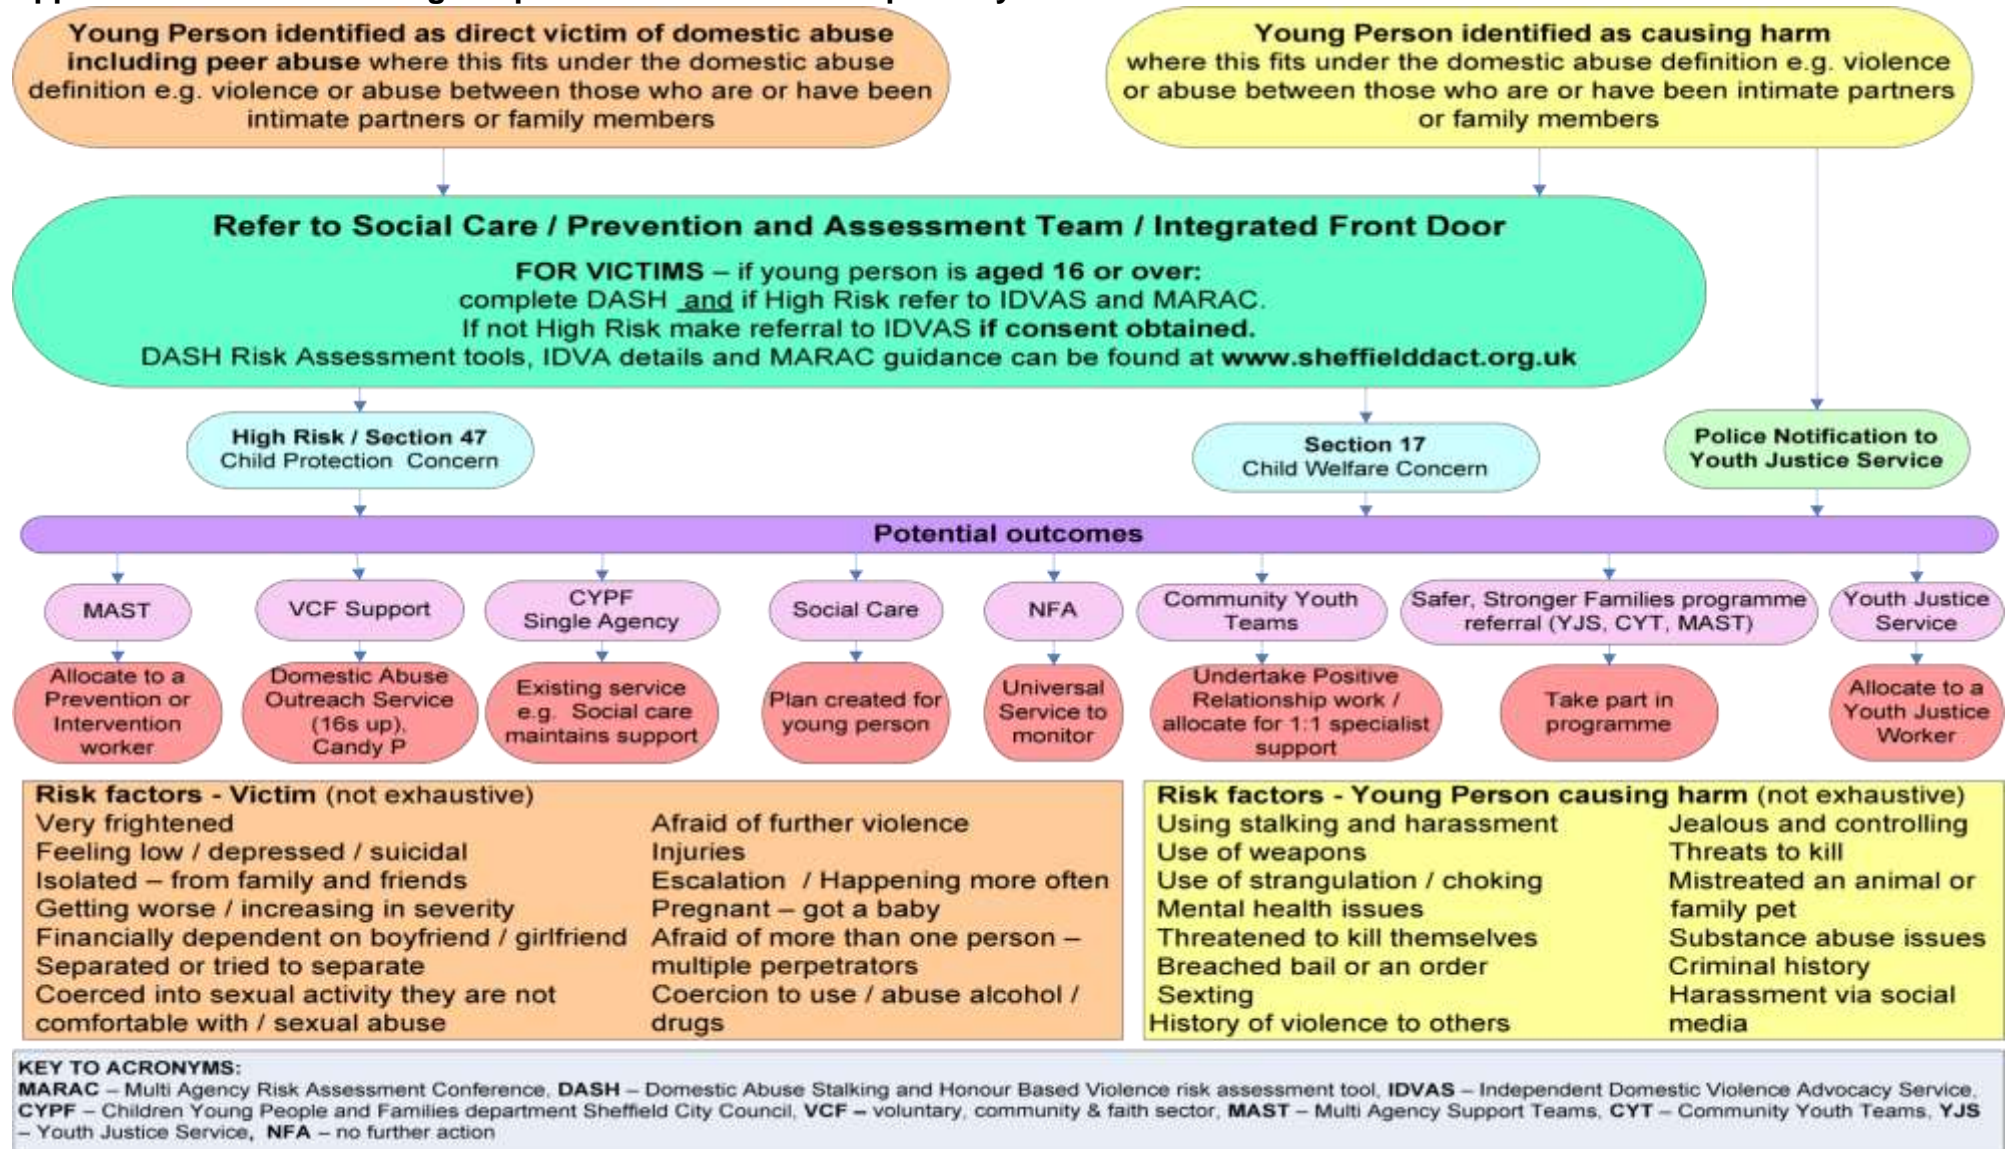 Young Person identified as direct victim of domestic abuse
including peer abuse where this fits under the domestic abuse
definition e.g. violence or abuse between those who are or have been
intimate partners or family members
Young Person identified as causing harm
where this fits under the domestic abuse definition e.g. violence
or abuse between those who are or have been intimate partners
or family members
Refer to Social Care / Prevention and Assessment Team / Integrated Front Door
FOR VICTIMS – if young person is aged 16 or over:
complete DASH and if High Risk refer to IDVAS and MARAC.
If not High Risk make referral to IDVAS if consent obtained.
DASH Risk Assessment tools, IDVA details and MARAC guidance can be found at www.sheffielddact.org.uk
High Risk / Section 47
Child Protection Concern
Section 17
Child Welfare Concern
Police Notification to
Youth Justice Service
Potential outcomes
MAST
VCF Support
CYPF
Single Agency
Social Care
NFA
Community Youth
Teams
Safer, Stronger Families programme
referral (YJS, CYT, MAST)
Youth Justice
Service
Allocate to a
Prevention or
Intervention
worker
Domestic Abuse
Outreach Service
(16s up),
Candy P
Existing service
e.g. Social care
maintains support
Plan created for
young person
Universal
Service to
monitor
Undertake Positive
Relationship work /
allocate for 1:1 specialist
support
Take part in
programme
Allocate to a
Youth Justice
Worker
Risk factors - Victim (not exhaustive)
Very frightened
Feeling low / depressed / suicidal
Isolated – from family and friends
Getting worse / increasing in severity
Financially dependent on boyfriend / girlfriend
Separated or tried to separate
Coerced into sexual activity they are not
comfortable with / sexual abuse
Afraid of further violence
Injuries
Escalation / Happening more often
Pregnant – got a baby
Afraid of more than one person –
multiple perpetrators
Coercion to use / abuse alcohol /
drugs
Risk factors - Young Person causing harm (not exhaustive)
Using stalking and harassment
Use of weapons
Use of strangulation / choking
Mental health issues
Threatened to kill themselves
Breached bail or an order
Sexting
History of violence to others
Jealous and controlling
Threats to kill
Mistreated an animal or
family pet
Substance abuse issues
Criminal history
Harassment via social
media
KEY TO ACRONYMS:
MARAC – Multi Agency Risk Assessment Conference, DASH – Domestic Abuse Stalking and Honour Based Violence risk assessment tool, IDVAS – Independent Domestic Violence Advocacy Service,
CYPF – Children Young People and Families department Sheffield City Council, VCF – voluntary, community & faith sector, MAST – Multi Agency Support Teams, CYT – Community Youth Teams, YJS
– Youth Justice Service, NFA – no further action